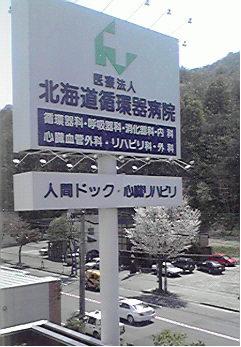 医療法人
北海道循環器病院
循環器科・呼吸器科・消化器科・内科
心臓血管外科・リハビリ科・外科
人間ドック・心臓リハビリ